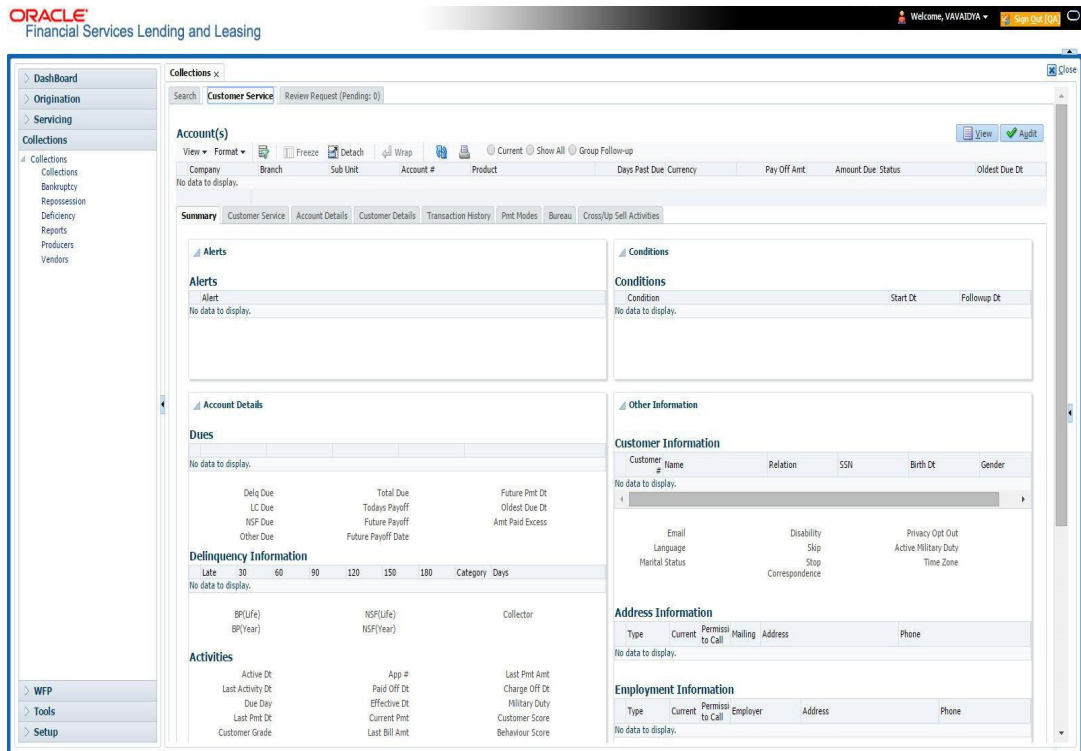 ORACLE
Financial Services Lending and Leasing
Welcome, VAVAIDYA
Sign Out [QA]
Close
DashBoard
Origination
Servicing
Collections
Collections
Collections
Bankruptcy
Repossession
Deficiency
Reports
Producers
Vendors
WFP
Tools
Setup
Collections x
Search Customer Service Review Request (Pending: 0)
Account(s)
View Audit
View Format Freeze Detach Wrap Current Show All Group Follow-up
Company Branch Sub Unit Account # Product Days Past Due Currency Pay Off Amt Amount Due Status Oldest Due Dt
No data to display.
Summary Customer Service Account Details Customer Details Transaction History Pmt Modes Bureau Cross/Up Sell Activities
Alerts
Alerts
Alert
No data to display.
Conditions
Conditions
Condition Start Dt Followup Dt
No data to display.
Account Details
Dues
No data to display.
Delq Due Total Due Future Pmt Dt
LC Due Todays Payoff Oldest Due Dt
NSF Due Future Payoff Amt Paid Excess
Other Due Future Payoff Date
Delinquency Information
Late 30 60 90 120 150 180 Category Days
No data to display.
BP(Life) NSF(Life) Collector
BP(Year) NSF(Year)
Activities
Active Dt App # Last Pmt Amt
Last Activity Dt Paid Off Dt Charge Off Dt
Due Day Effective Dt Military Duty
Last Pmt Dt Current Pmt Customer Score
Customer Grade Last Bill Amt Behaviour Score
Other Information
Customer Information
Customer # Name Relation SSN Birth Dt Gender
No data to display.
Email Disability Privacy Opt Out
Language Skip Active Military Duty
Marital Status Stop Correspondence Time Zone
Address Information
Type Current Permissi to Call Mailing Address Phone
No data to display.
Employment Information
Type Current Permissi to Call Employer Address Phone
No data to display.